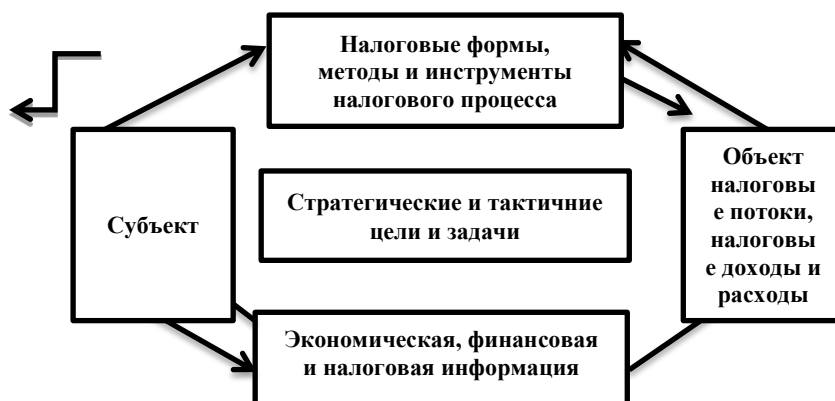 Налоговые формы,
методы и инструменты
налогового процесса
Субъект
Стратегические и тактичние
цели и задачи
Объект
налоговы
е потоки,
налоговы
е доходы и
расходы
Экономическая, финансовая
и налоговая информация